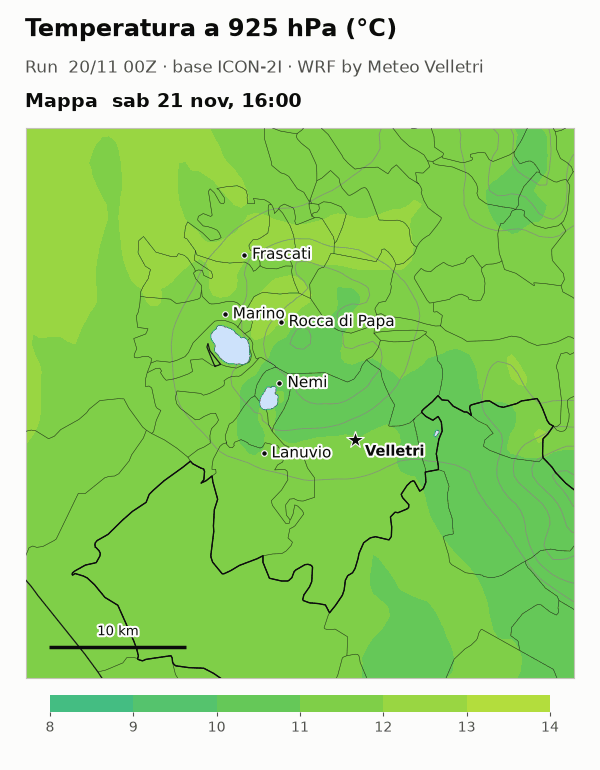 Temperatura a 925 hPa (°C)
Run  20/11 00Z · base ICON-2I · WRF by Meteo Velletri
Mappa  sab 21 nov, 16:00
Frascati
Marino
Rocca di Papa
Nemi
Velletri
Lanuvio
10 km
8 9 10 11 12 13 14